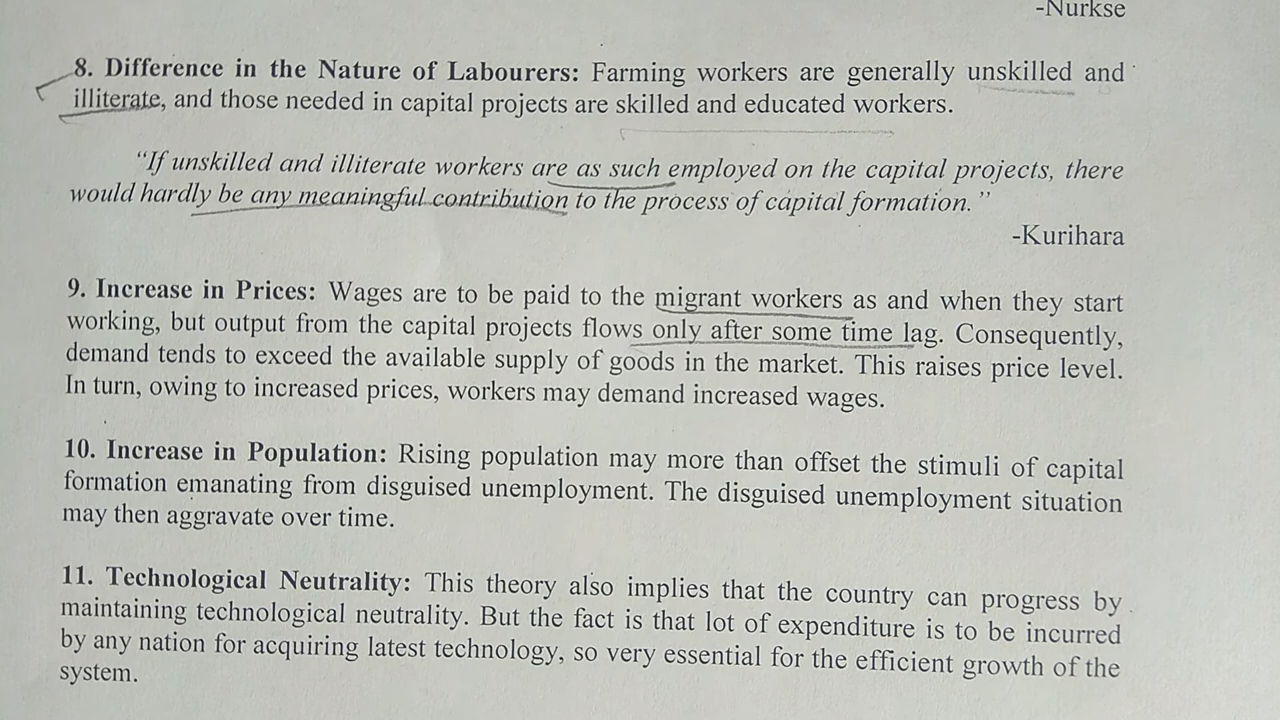 -Nurkse
8. Difference in the Nature of Labourers: Farming workers are generally unskilled and
illiterate, and those needed in capital projects are skilled and educated workers.
“If unskilled and illiterate workers are as such employed on the capital projects, there
would hardly be any meaningful contribution to the process of capital formation.”
-Kurihara
9. Increase in Prices: Wages are to be paid to the migrant workers as and when they start
working, but output from the capital projects flows only after some time lag. Consequently,
demand tends to exceed the available supply of goods in the market. This raises price level.
In turn, owing to increased prices, workers may demand increased wages.
10. Increase in Population: Rising population may more than offset the stimuli of capital
formation emanating from disguised unemployment. The disguised unemployment situation
may then aggravate over time.
11. Technological Neutrality: This theory also implies that the country can progress by
maintaining technological neutrality. But the fact is that lot of expenditure is to be incurred
by any nation for acquiring latest technology, so very essential for the efficient growth of the
system.